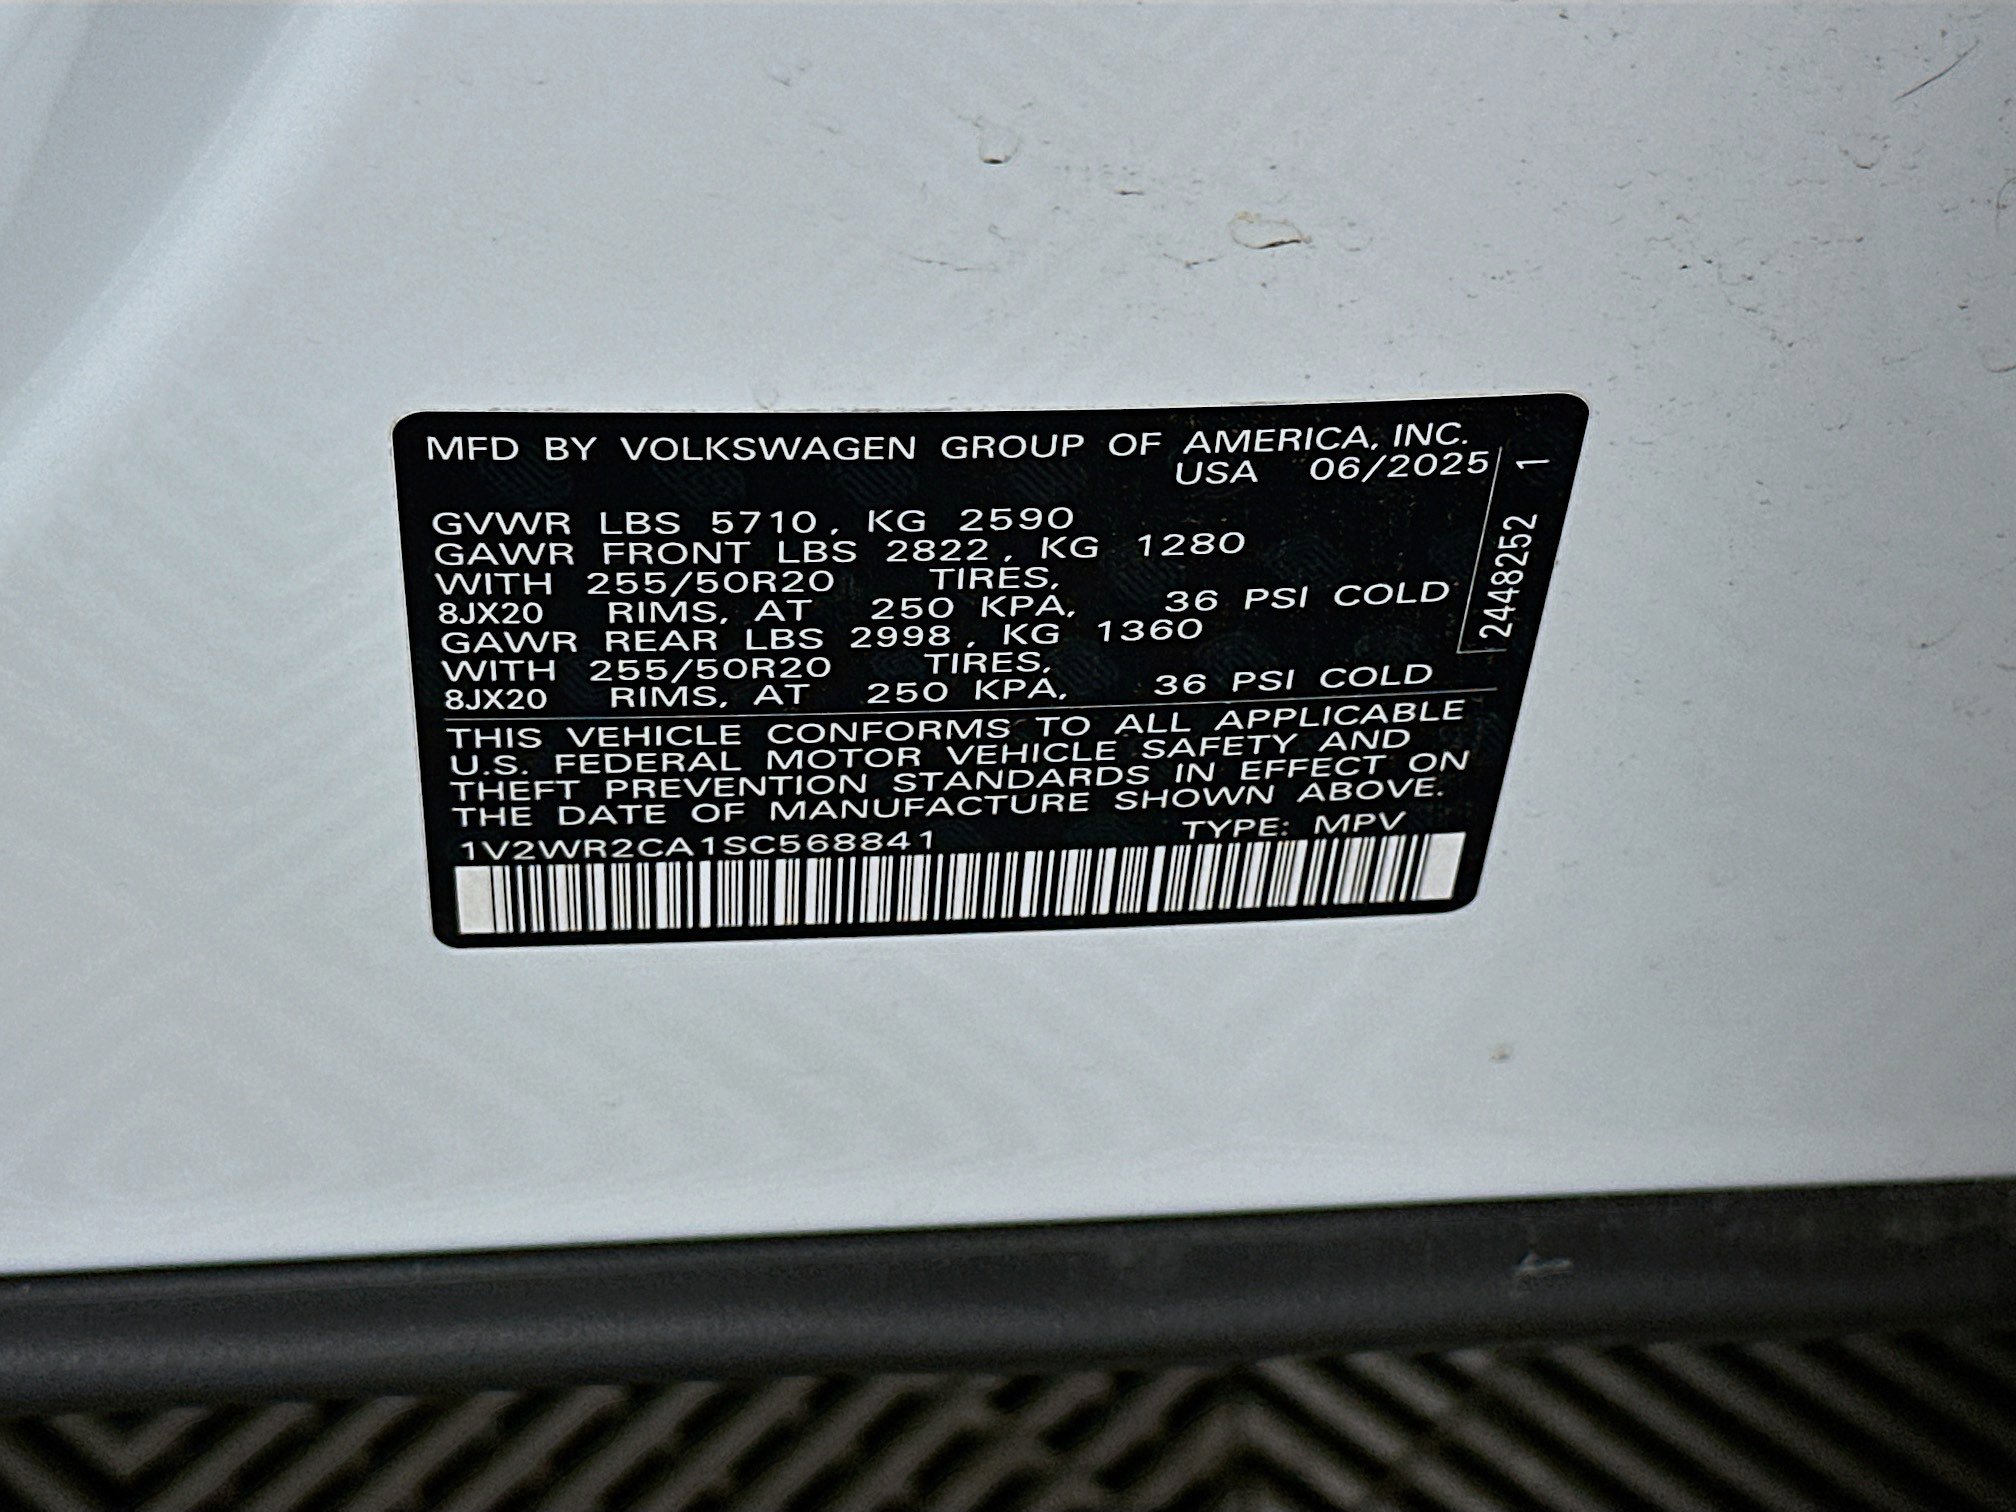 MFD BY VOLKSWAGEN GROUP OF AMERICA, INC.
USA 06/2025
GVWR LBS 5710, KG 2590
GAWR FRONT LBS 2822, KG 1280
WITH 255/50R20 TIRES,
8JX20 RIMS, AT 250 KPA, 36 PSI COLD
GAWR REAR LBS 2998, KG 1360
WITH 255/50R20 TIRES,
8JX20 RIMS, AT 250 KPA, 36 PSI COLD
THIS VEHICLE CONFORMS TO ALL APPLICABLE
U.S. FEDERAL MOTOR VEHICLE SAFETY AND
THEFT PREVENTION STANDARDS IN EFFECT ON
THE DATE OF MANUFACTURE SHOWN ABOVE.
1V2WR2CA1SC568841 TYPE: MPV
2448252 1